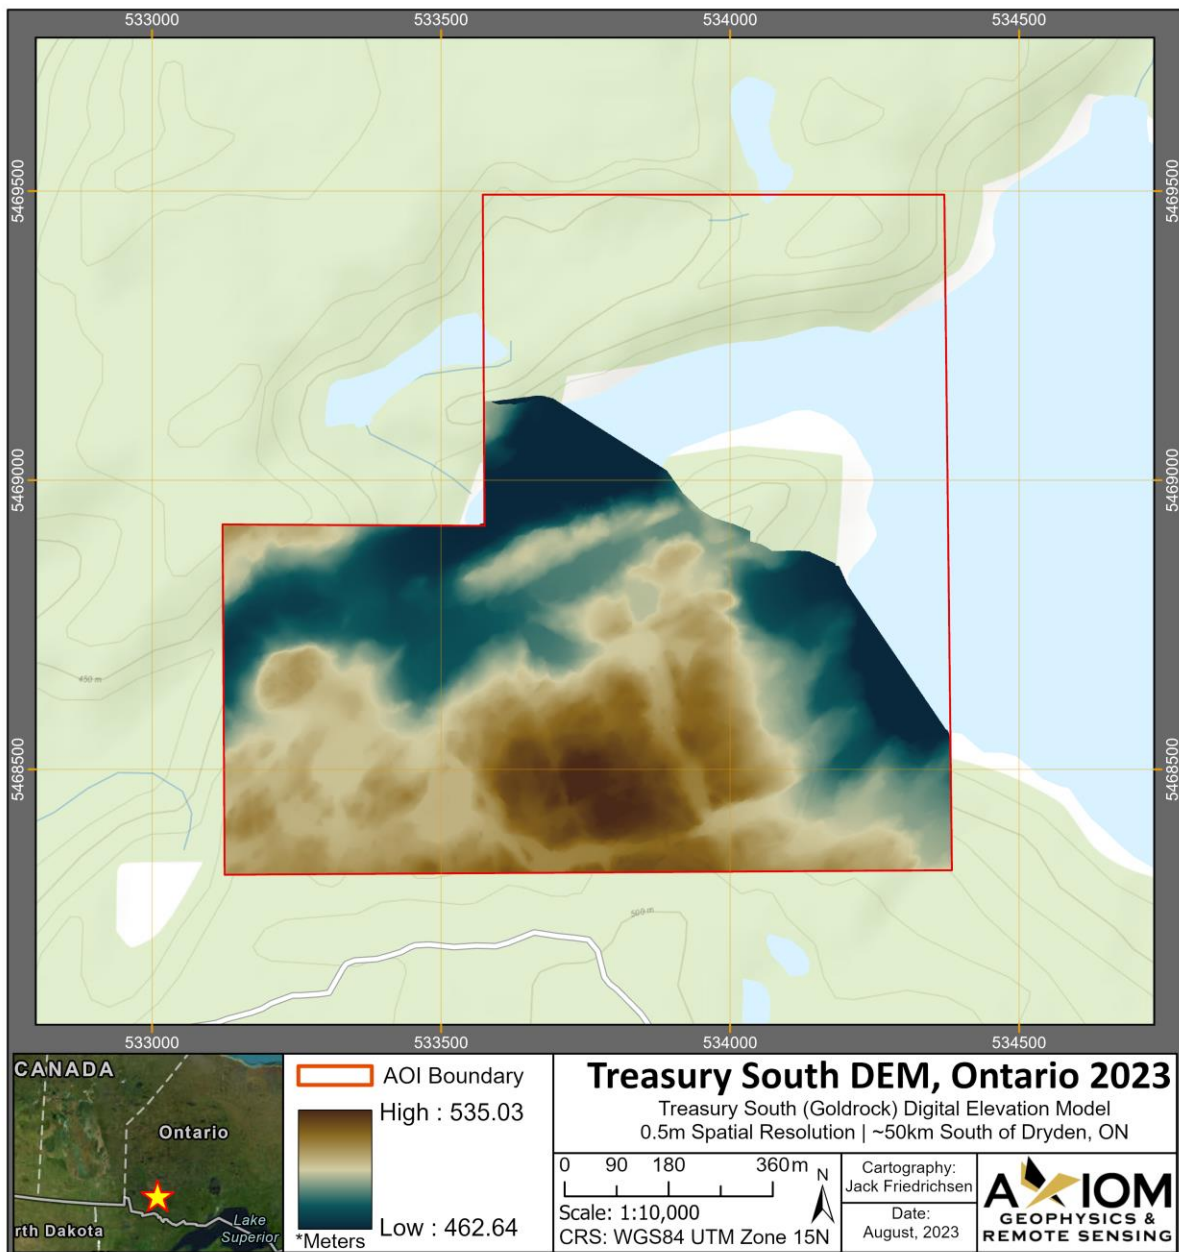 533000 533500 534000 534500
5469500 5469500
5469000 5469000
450 m
5468500 5468500
500 m
533000 533500 534000 534500
CANADA
Ontario
Lake
Superior
rth Dakota
AOI Boundary
High : 535.03
Low : 462.64
*Meters
Treasury South DEM, Ontario 2023
Treasury South (Goldrock) Digital Elevation Model
0.5m Spatial Resolution | ~50km South of Dryden, ON
0 90 180 360 m
N
Scale: 1:10,000
CRS: WGS84 UTM Zone 15N
Cartography:
Jack Friedrichsen
Date:
August, 2023
AXIOM
GEOPHYSICS &
REMOTE SENSING